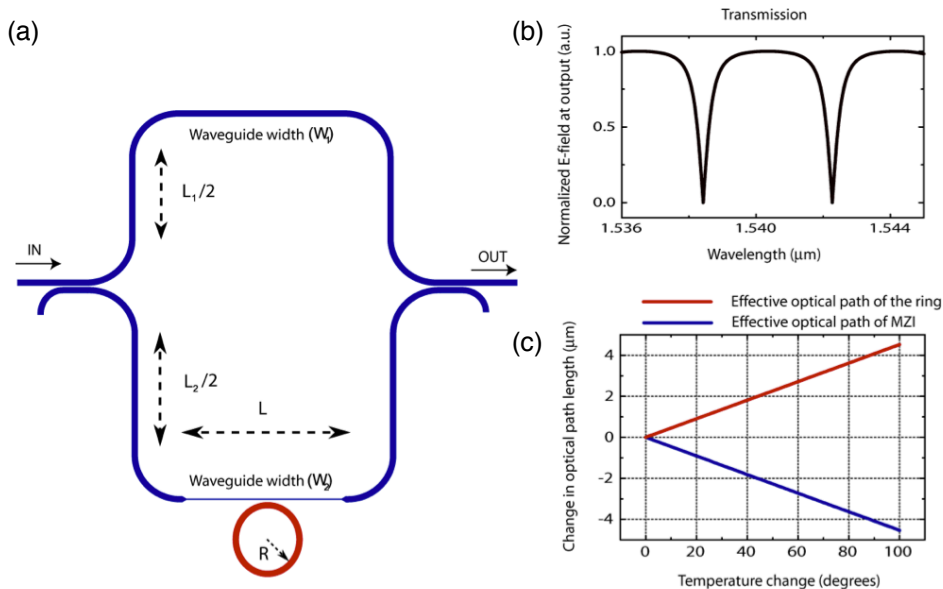 (a)
Waveguide width (W₁)
L₁/2
IN
OUT
L₂/2
L
Waveguide width (W₂)
R
(b)
Transmission
Normalized E-field at output (a.u.)
1.0
0.5
0.0
1.536
1.540
1.544
Wavelength (μm)
Effective optical path of the ring
Effective optical path of MZI
(c)
Change in optical path length (μm)
4
2
0
-2
-4
0
20
40
60
80
100
Temperature change (degrees)